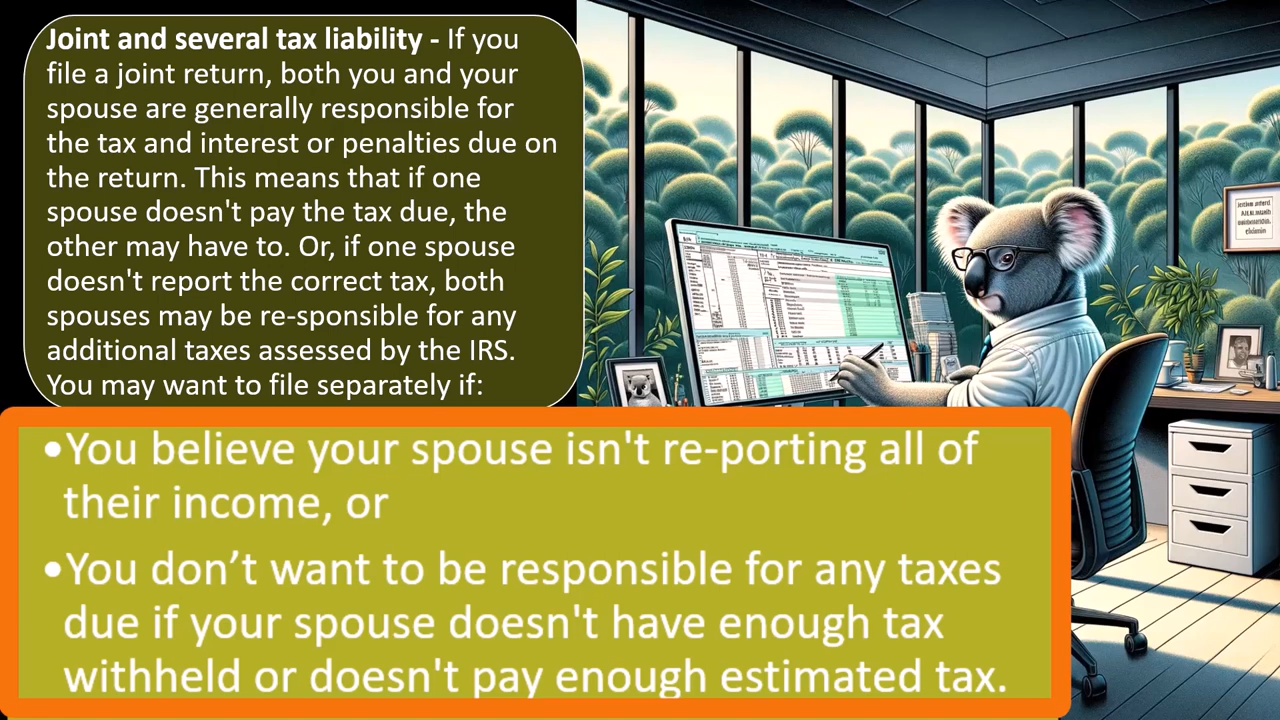 Joint and several tax liability - If you
file a joint return, both you and your
spouse are generally responsible for
the tax and interest or penalties due on
the return. This means that if one
spouse doesn't pay the tax due, the
other may have to. Or, if one spouse
doesn't report the correct tax, both
spouses may be re-sponsible for any
additional taxes assessed by the IRS.
You may want to file separately if:
•You believe your spouse isn't re-porting all of
their income, or
•You don’t want to be responsible for any taxes
due if your spouse doesn't have enough tax
withheld or doesn't pay enough estimated tax.